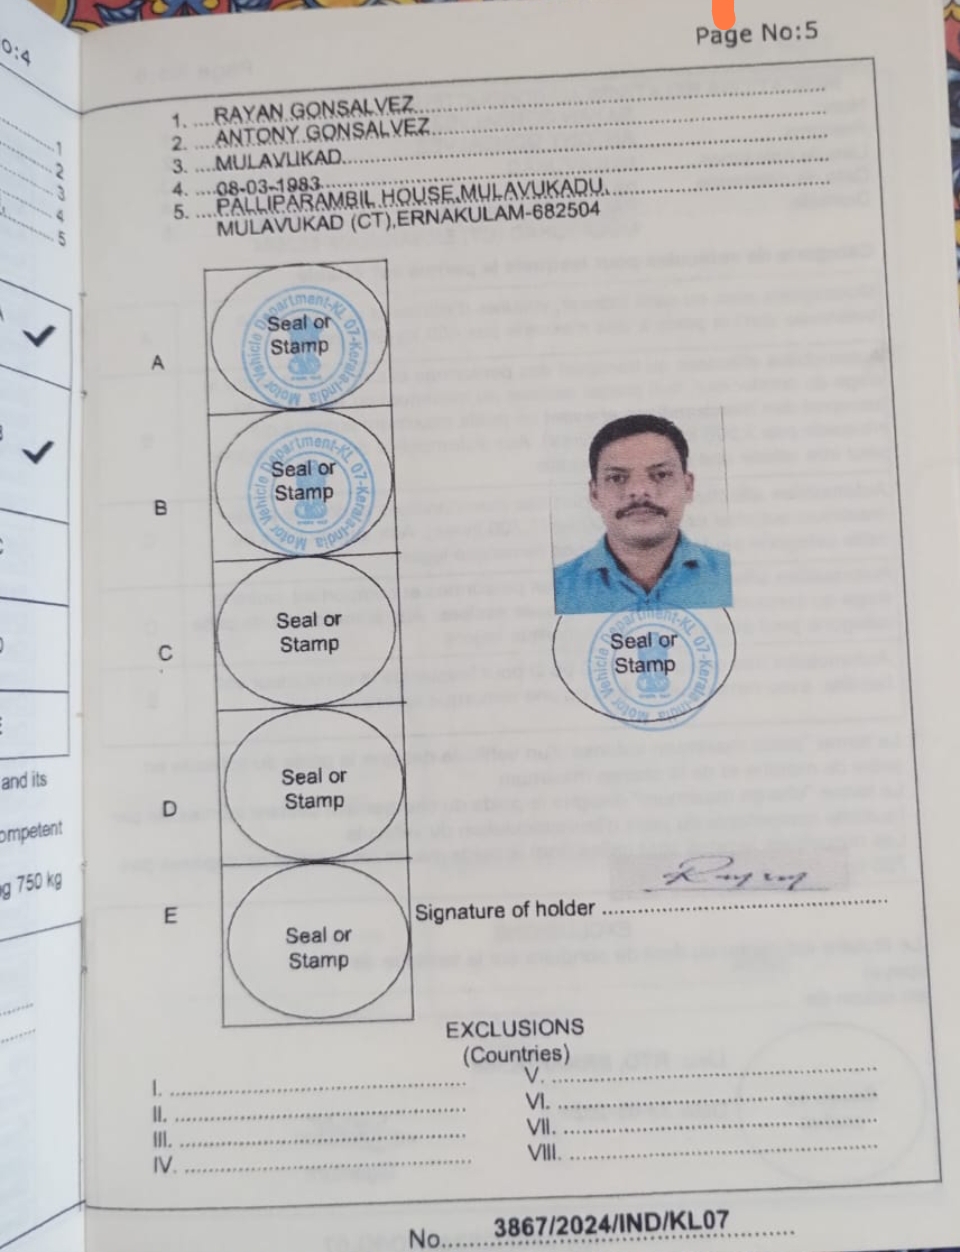 o:4
Page No:5
1. RAYAN GONSALVEZ
2. ANTONY GONSALVEZ
3. MULAVUKAD
4. 08-03-1983
5. PALLIPARAMBIL HOUSE,MULAVUKADU,
MULAVUKAD (CT),ERNAKULAM-682504
1
2
3
4
5
A
Seal or
Stamp
Motor Vehicle Department-KL 07-Kerala-India
B
Seal or
Stamp
Motor Vehicle Department-KL 07-Kerala-India
C
Seal or
Stamp
D
Seal or
Stamp
E
Seal or
Stamp
Seal or
Stamp
Motor Vehicle Department-KL 07-Kerala-India
and its
ompetent
g 750 kg
Signature of holder
EXCLUSIONS
(Countries)
I.
II.
III.
IV.
V.
VI.
VII.
VIII.
No. 3867/2024/IND/KL07